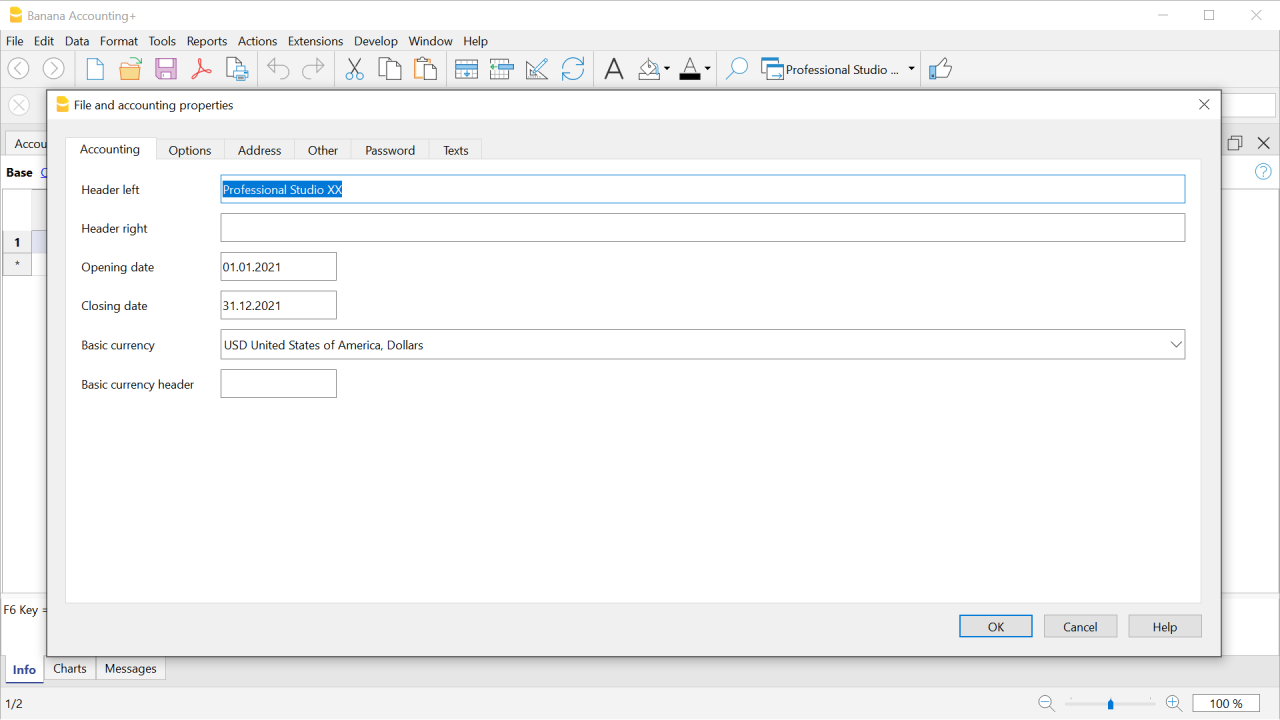 Banana Accounting+
File Edit Data Format Tools Reports Actions Extensions Develop Window Help
Professional Studio ...
File and accounting properties
Accou
Base
1
*
Accounting Options Address Other Password Texts
Header left Professional Studio XX
Header right
Opening date 01.01.2021
Closing date 31.12.2021
Basic currency USD United States of America, Dollars
Basic currency header
OK Cancel Help
F6 Key =
Info Charts Messages
1/2 100 %